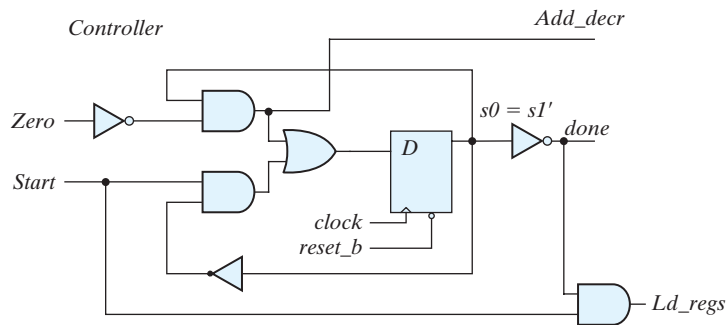 Add_decr
Controller
s0 = s1'
Zero
done
D
Start
clock
reset_b
Ld_regs